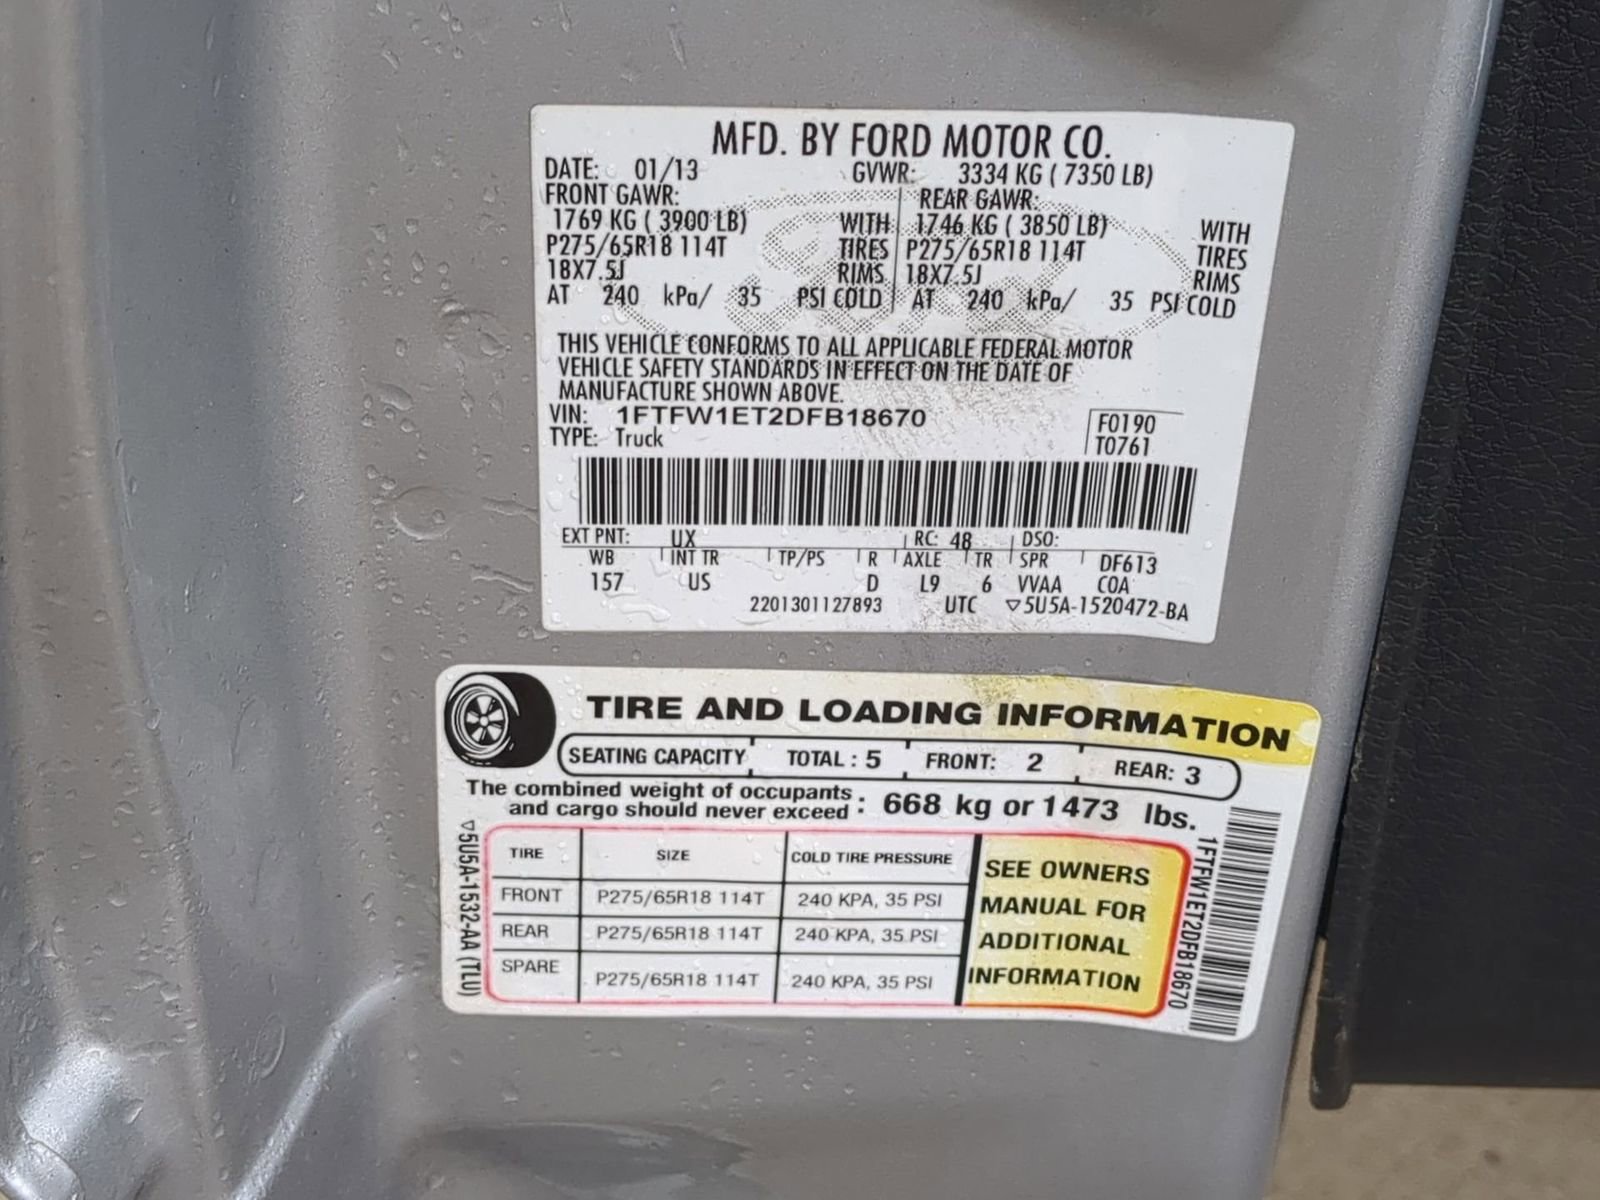 MFD. BY FORD MOTOR CO.
DATE: 01/13 GVWR: 3334 KG ( 7350 LB)
FRONT GAWR: REAR GAWR:
1769 KG ( 3900 LB) WITH 1746 KG ( 3850 LB) WITH
P275/65R18 114T TIRES P275/65R18 114T TIRES
18X7.5J RIMS 18X7.5J RIMS
AT 240 kPa/ 35 PSI COLD AT 240 kPa/ 35 PSI COLD
THIS VEHICLE CONFORMS TO ALL APPLICABLE FEDERAL MOTOR
VEHICLE SAFETY STANDARDS IN EFFECT ON THE DATE OF
MANUFACTURE SHOWN ABOVE.
VIN: 1FTFW1ET2DFB18670 F0190
TYPE: Truck T0761
EXT PNT: UX RC: 48 DSO:
WB INT TR TP/PS R AXLE TR SPR DF613
157 US D L9 6 VVAA COA
2201301127893 UTC ▽5U5A-1520472-BA
TIRE AND LOADING INFORMATION
SEATING CAPACITY TOTAL : 5 FRONT: 2 REAR: 3
The combined weight of occupants
and cargo should never exceed : 668 kg or 1473 lbs.
TIRE SIZE COLD TIRE PRESSURE
FRONT P275/65R18 114T 240 KPA, 35 PSI
REAR P275/65R18 114T 240 KPA, 35 PSI
SPARE P275/65R18 114T 240 KPA, 35 PSI
SEE OWNERS
MANUAL FOR
ADDITIONAL
INFORMATION
▽5U5A-1532-AA (TLU)
1FTFW1ET2DFB18670